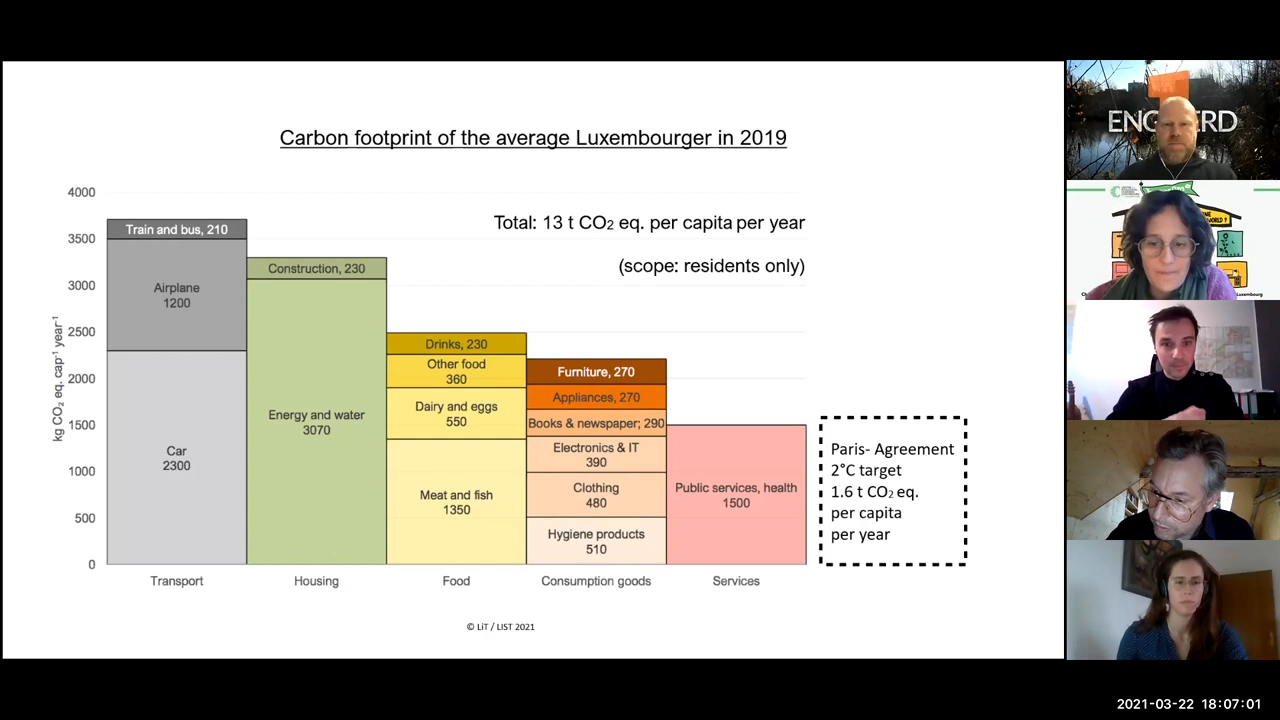 Carbon footprint of the average Luxembourger in 2019
Total: 13 t CO₂ eq. per capita per year
(scope: residents only)
kg CO₂ eq. cap⁻¹ year⁻¹
4000
3500
3000
2500
2000
1500
1000
500
0
Train and bus, 210
Airplane
1200
Car
2300
Construction, 230
Energy and water
3070
Drinks, 230
Other food
360
Dairy and eggs
550
Meat and fish
1350
Furniture, 270
Appliances, 270
Books & newspaper; 290
Electronics & IT
390
Clothing
480
Hygiene products
510
Public services, health
1500
Transport
Housing
Food
Consumption goods
Services
Paris- Agreement
2°C target
1.6 t CO₂ eq.
per capita
per year
© LiT / LIST 2021
2021-03-22 18:07:01